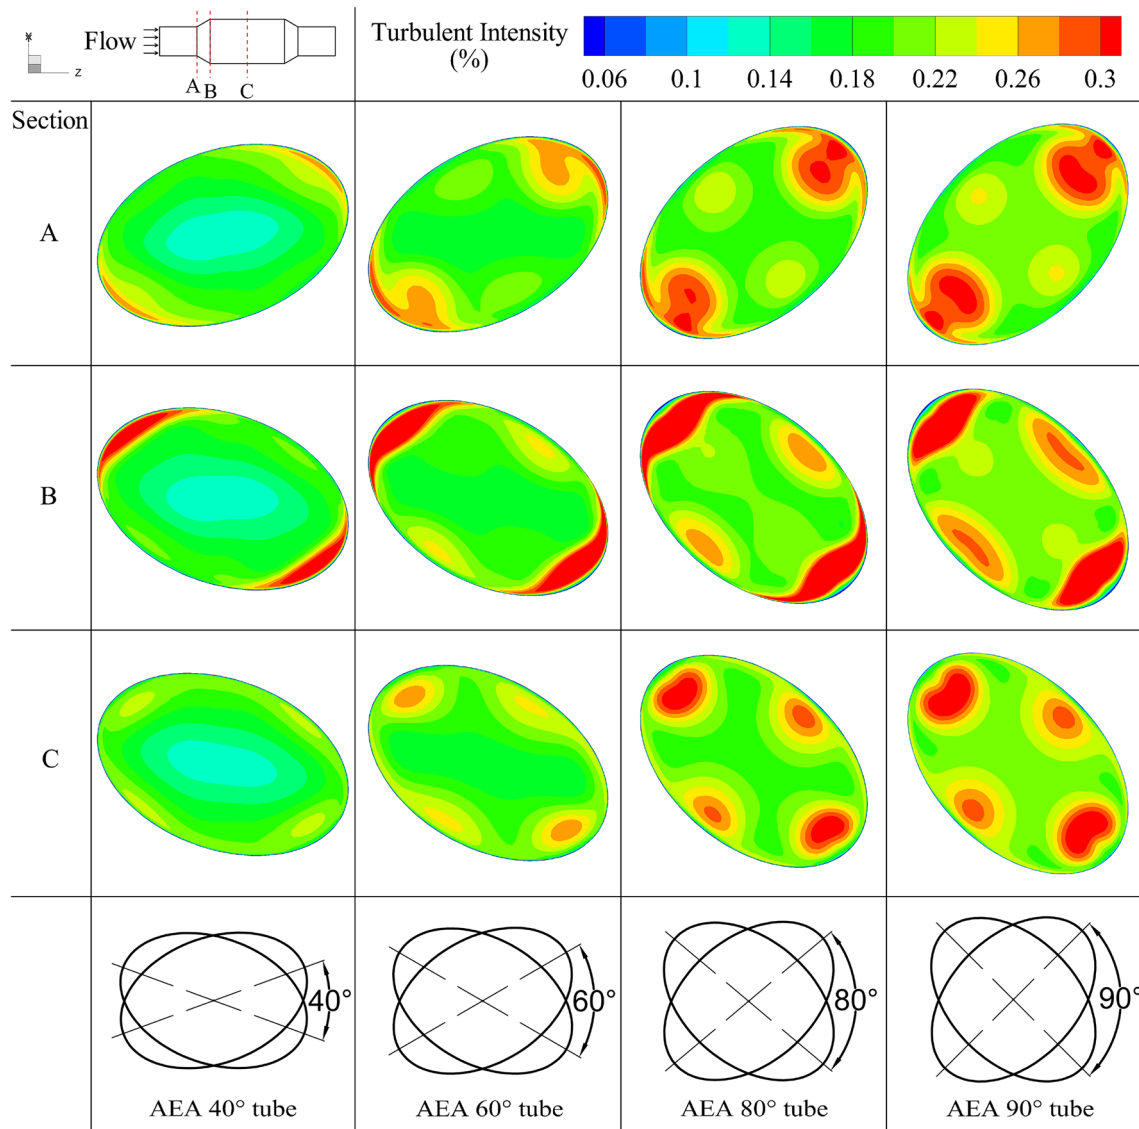 Flow
Z
A B C
Turbulent Intensity
(%)
0.06 0.1 0.14 0.18 0.22 0.26 0.3
Section
A
B
C
40° 60° 80° 90°
AEA 40° tube AEA 60° tube AEA 80° tube AEA 90° tube